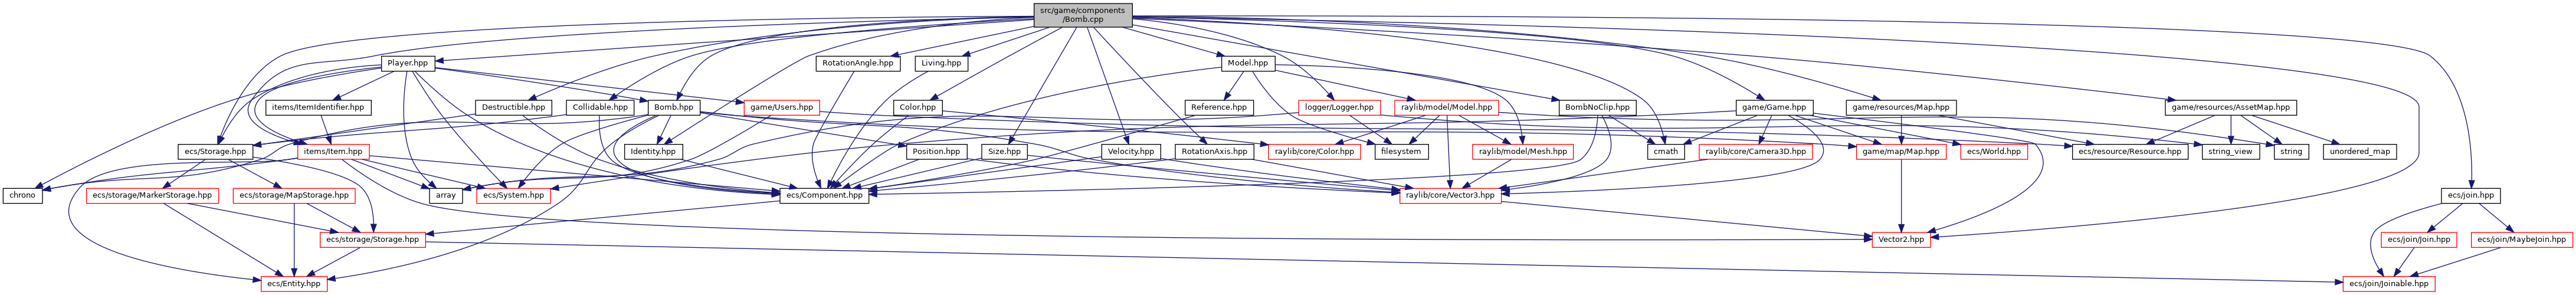 src/game/components
/Bomb.cpp
Player.hpp
RotationAngle.hpp
Living.hpp
Model.hpp
items/ItemIdentifier.hpp
Destructible.hpp
Collidable.hpp
Bomb.hpp
game/Users.hpp
Color.hpp
Reference.hpp
logger/Logger.hpp
raylib/model/Model.hpp
BombNoClip.hpp
game/Game.hpp
game/resources/Map.hpp
game/resources/AssetMap.hpp
ecs/Storage.hpp
items/Item.hpp
Identity.hpp
Position.hpp
Size.hpp
Velocity.hpp
RotationAxis.hpp
raylib/core/Color.hpp
filesystem
raylib/model/Mesh.hpp
cmath
raylib/core/Camera3D.hpp
game/map/Map.hpp
ecs/World.hpp
ecs/resource/Resource.hpp
string_view
string
unordered_map
chrono
ecs/storage/MarkerStorage.hpp
ecs/storage/MapStorage.hpp
array
ecs/System.hpp
ecs/Component.hpp
raylib/core/Vector3.hpp
ecs/join.hpp
ecs/storage/Storage.hpp
Vector2.hpp
ecs/join/Join.hpp
ecs/join/MaybeJoin.hpp
ecs/Entity.hpp
ecs/join/Joinable.hpp